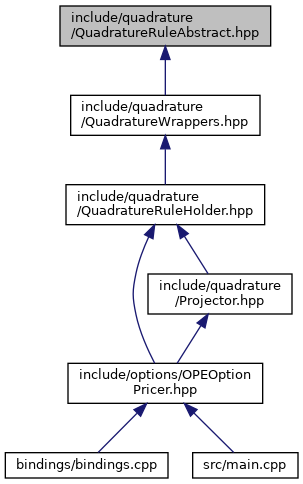 include/quadrature
/QuadratureRuleAbstract.hpp
include/quadrature
/QuadratureWrappers.hpp
include/quadrature
/QuadratureRuleHolder.hpp
include/quadrature
/Projector.hpp
include/options/OPEOption
Pricer.hpp
bindings/bindings.cpp
src/main.cpp